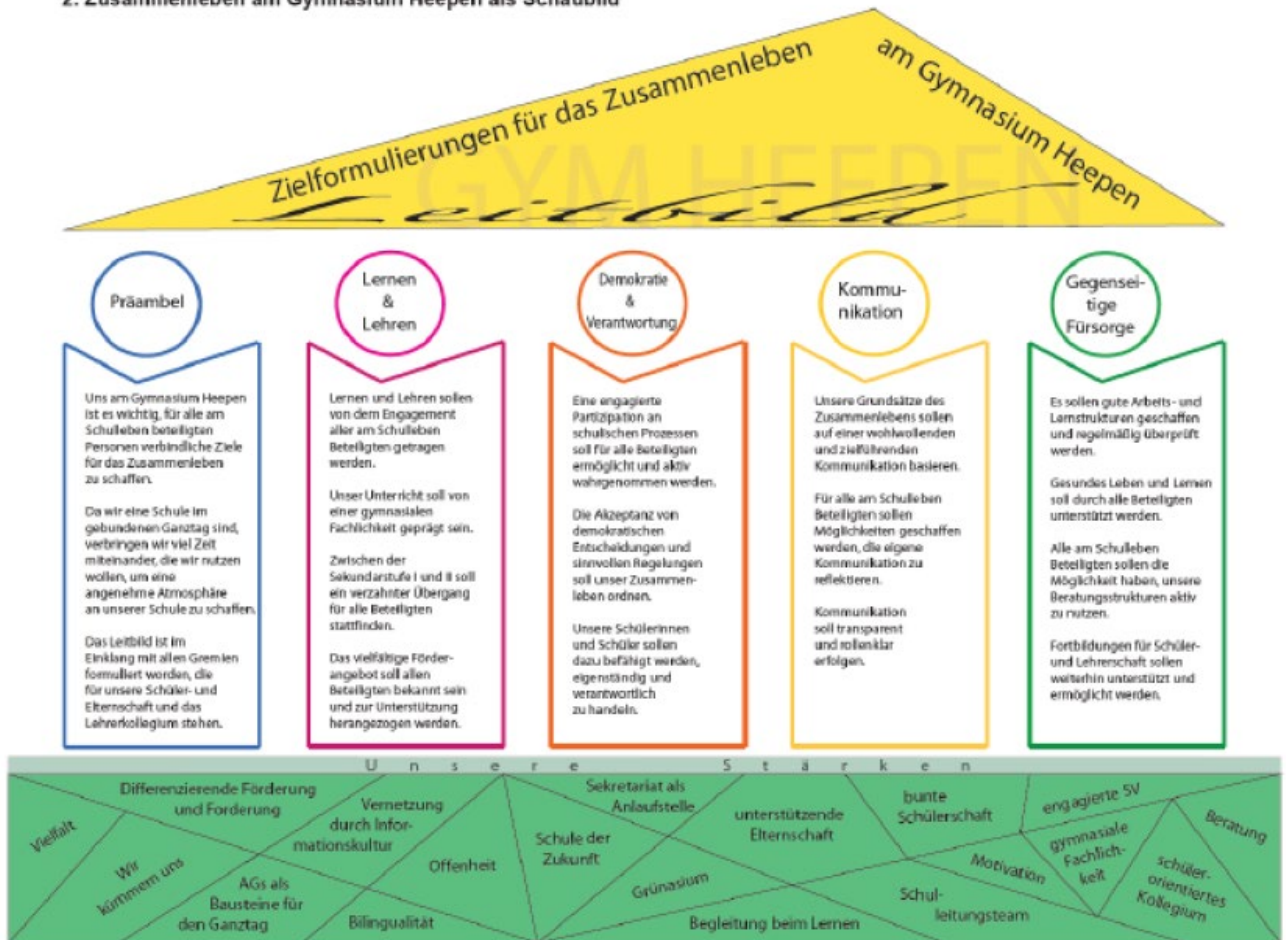 2. Zusammenleben am Gymnasium Heepen als Schaubild
Zielformulierungen für das Zusammenleben
am Gymnasium Heepen
GYM HEEPEN
Leitbild
Präambel
Uns am Gymnasium Heepen
ist es wichtig, für alle am
Schulleben beteiligten
Personen verbindliche Ziele
für das Zusammenleben
zu schaffen.
Da wir eine Schule im
gebundenen Ganztag sind,
verbringen wir viel Zeit
miteinander, die wir nutzen
wollen, um eine
angenehme Atmosphäre
an unserer Schule zu schaffen.
Das Leitbild ist im
Einklang mit allen Gremien
formuliert worden, die
für unsere Schüler- und
Elternschaft und das
Lehrerkollegium stehen.
Lernen
&
Lehren
Lernen und Lehren sollen
von dem Engagement
aller am Schulleben
Beteiligten getragen
werden.
Unser Unterricht soll von
einer gymnasialen
Fachlichkeit geprägt sein.
Zwischen der
Sekundarstufe I und II soll
ein verzahnter Übergang
für alle Beteiligten
stattfinden.
Das vielfältige Förder-
angebot soll allen
Beteiligten bekannt sein
und zur Unterstützung
herangezogen werden.
Demokratie
&
Verantwortung
Eine engagierte
Partizipation an
schulischen Prozessen
soll für alle Beteiligten
ermöglicht und aktiv
wahrgenommen werden.
Die Akzeptanz von
demokratischen
Entscheidungen und
sinnvollen Regelungen
soll unser Zusammen-
leben ordnen.
Unsere Schülerinnen
und Schüler sollen
dazu befähigt werden,
eigenständig und
verantwortlich
zu handeln.
Kommu-
nikation
Unsere Grundsätze des
Zusammenlebens sollen
auf einer wohlwollenden
und zielführenden
Kommunikation basieren.
Für alle am Schulleben
Beteiligten sollen
Möglichkeiten geschaffen
werden, die eigene
Kommunikation zu
reflektieren.
Kommunikation
soll transparent
und rollenklar
erfolgen.
Gegensei-
tige
Fürsorge
Es sollen gute Arbeits- und
Lernstrukturen geschaffen
und regelmäßig überprüft
werden.
Gesundes Leben und Lernen
soll durch alle Beteiligten
unterstützt werden.
Alle am Schulleben
Beteiligten sollen die
Möglichkeit haben, unsere
Beratungsstrukturen aktiv
zu nutzen.
Fortbildungen für Schüler-
und Lehrerschaft sollen
weiterhin unterstützt und
ermöglicht werden.
Unsere Stärken
Vielfalt
Differenzierende Förderung
und Forderung
Wir
kümmern uns
Vernetzung
durch Infor-
mationskultur
AGs als
Bausteine für
den Ganztag
Offenheit
Bilingualität
Sekretariat als
Anlaufstelle
Schule der
Zukunft
Grünasium
unterstützende
Elternschaft
Begleitung beim Lernen
bunte
Schülerschaft
Schul-
leitungsteam
Motivation
engagierte SV
gymnasiale
Fachlich-
keit
schüler-
orientiertes
Kollegium
Beratung